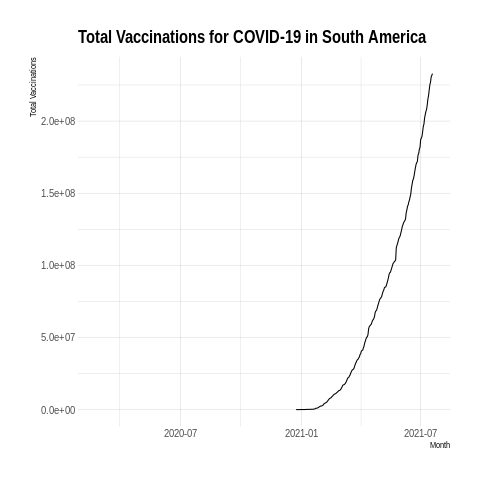 Total Vaccinations for COVID-19 in South America
Total Vaccinations
2.0e+08
1.5e+08
1.0e+08
5.0e+07
0.0e+00
2020-07
2021-01
2021-07
Month